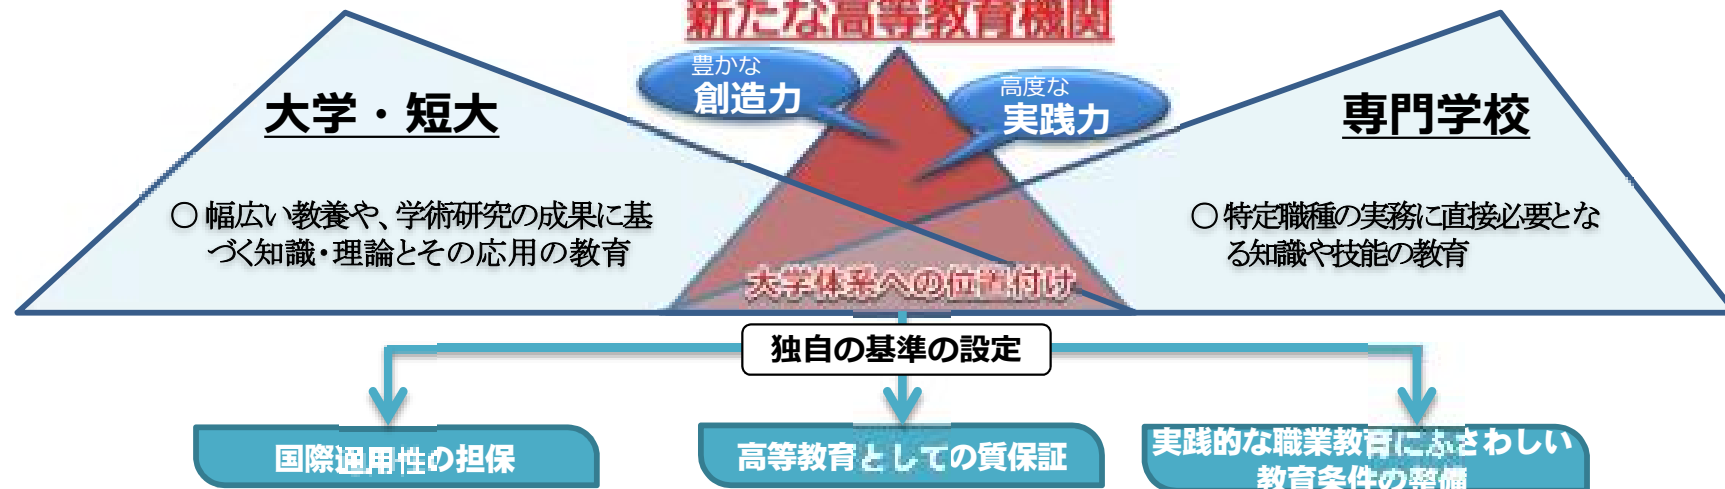 新たな高等教育機関
豊かな
創造力
高度な
実践力
大学・短大
専門学校
○ 幅広い教養や、学術研究の成果に基
づく知識・理論とその応用の教育
○ 特定職種の実務に直接必要とな
る知識や技能の教育
大学体系への位置付け
独自の基準の設定
国際通用性の担保
高等教育としての質保証
実践的な職業教育にふさわしい
教育条件の整備